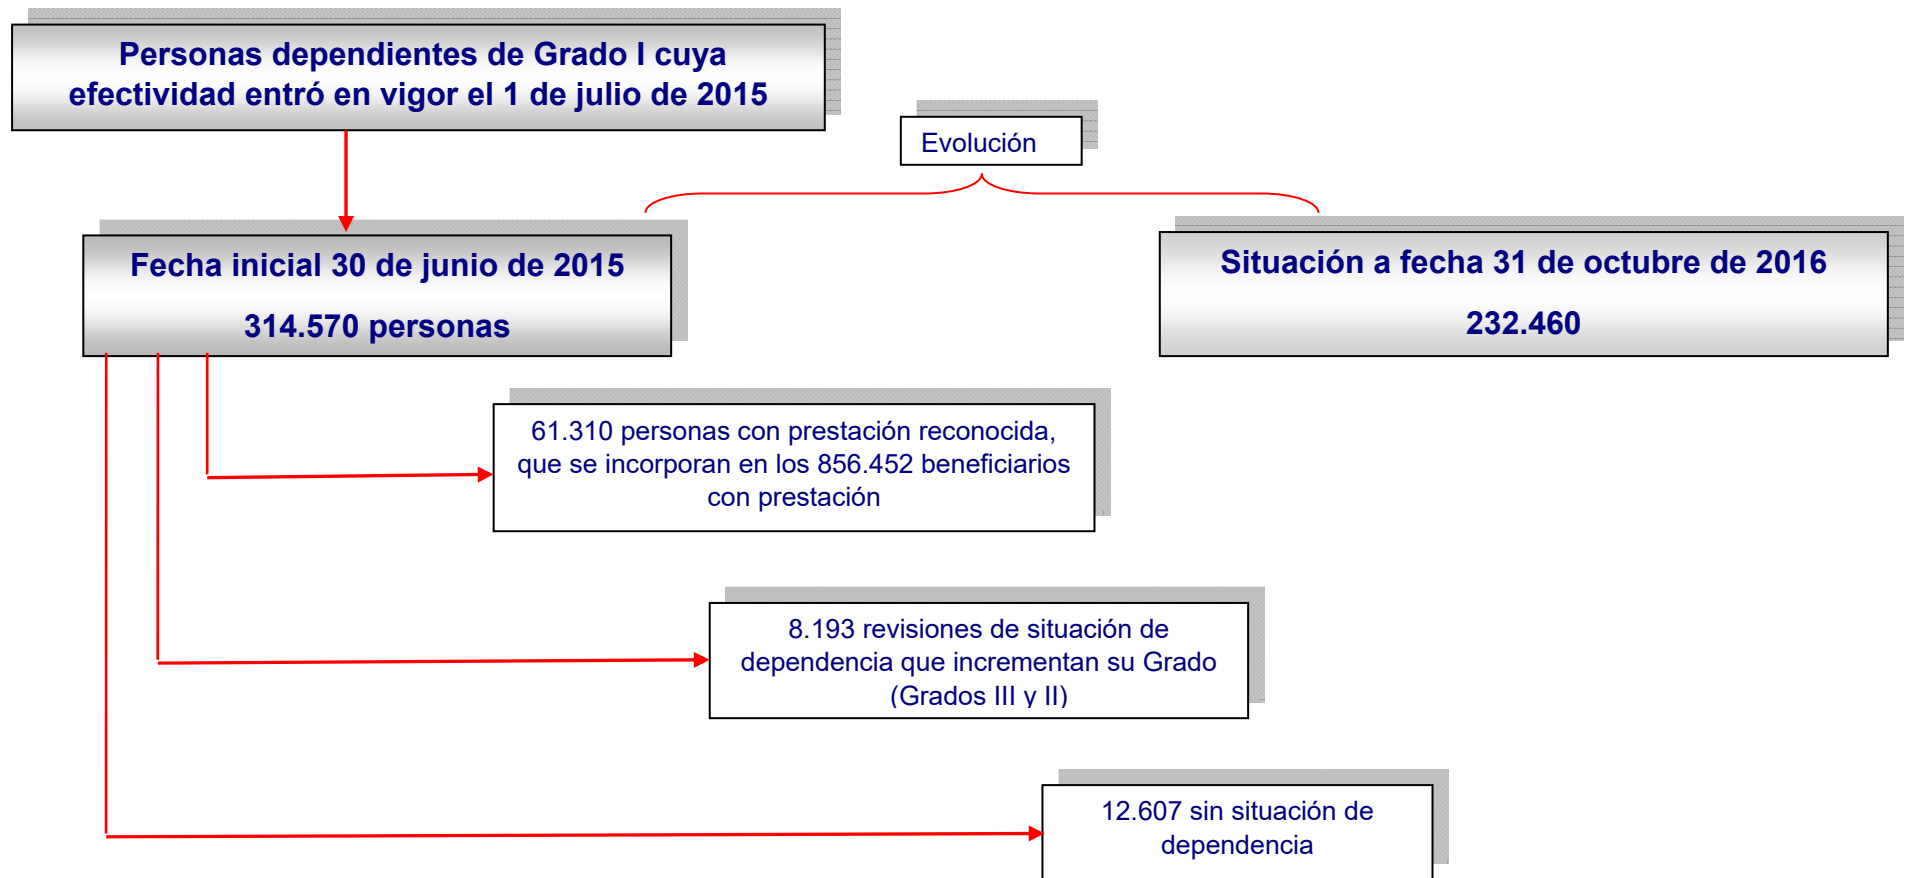 Personas dependientes de Grado I cuya
efectividad entró en vigor el 1 de julio de 2015
Evolución
Fecha inicial 30 de junio de 2015
314.570 personas
Situación a fecha 31 de octubre de 2016
232.460
61.310 personas con prestación reconocida,
que se incorporan en los 856.452 beneficiarios
con prestación
8.193 revisiones de situación de
dependencia que incrementan su Grado
(Grados III y II)
12.607 sin situación de
dependencia